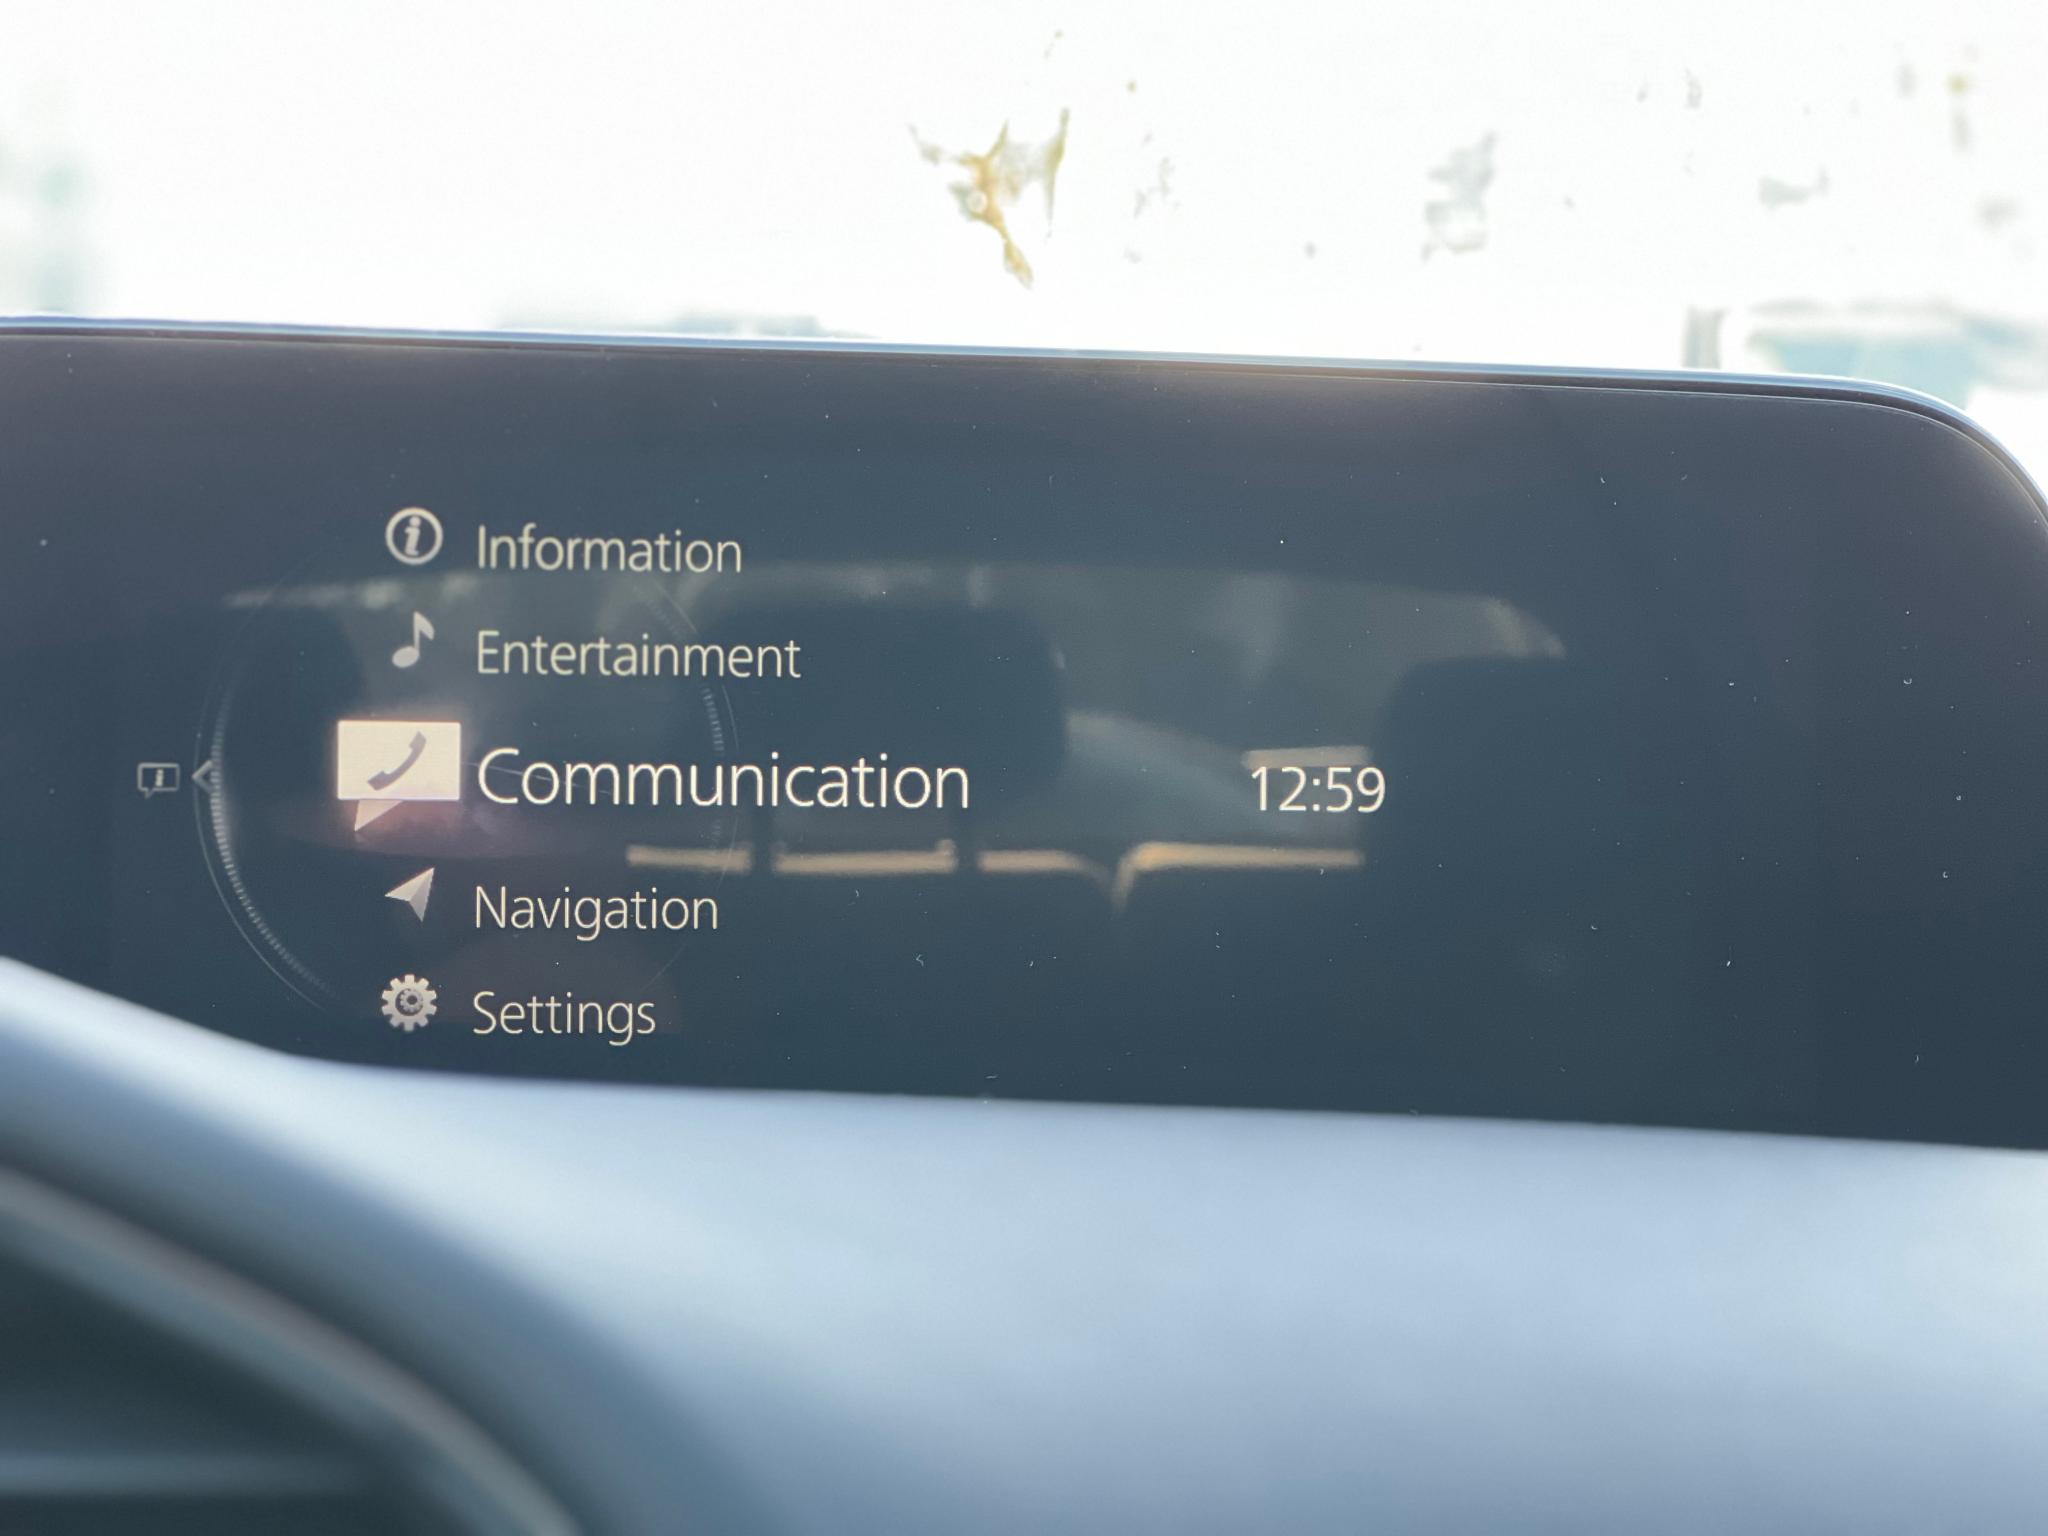 Information
Entertainment
Communication
12:59
Navigation
Settings